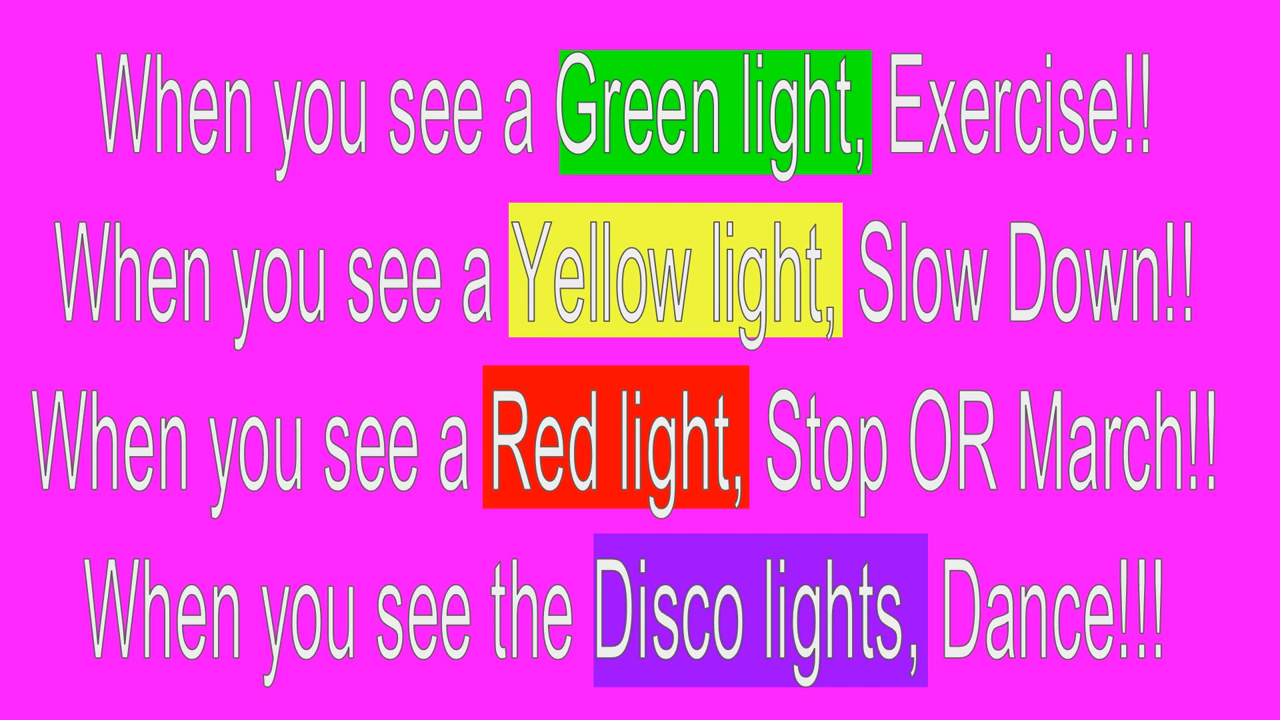 When you see a Green light, Exercise!!
When you see a Yellow light, Slow Down!!
When you see a Red light, Stop OR March!!
When you see the Disco lights, Dance!!!